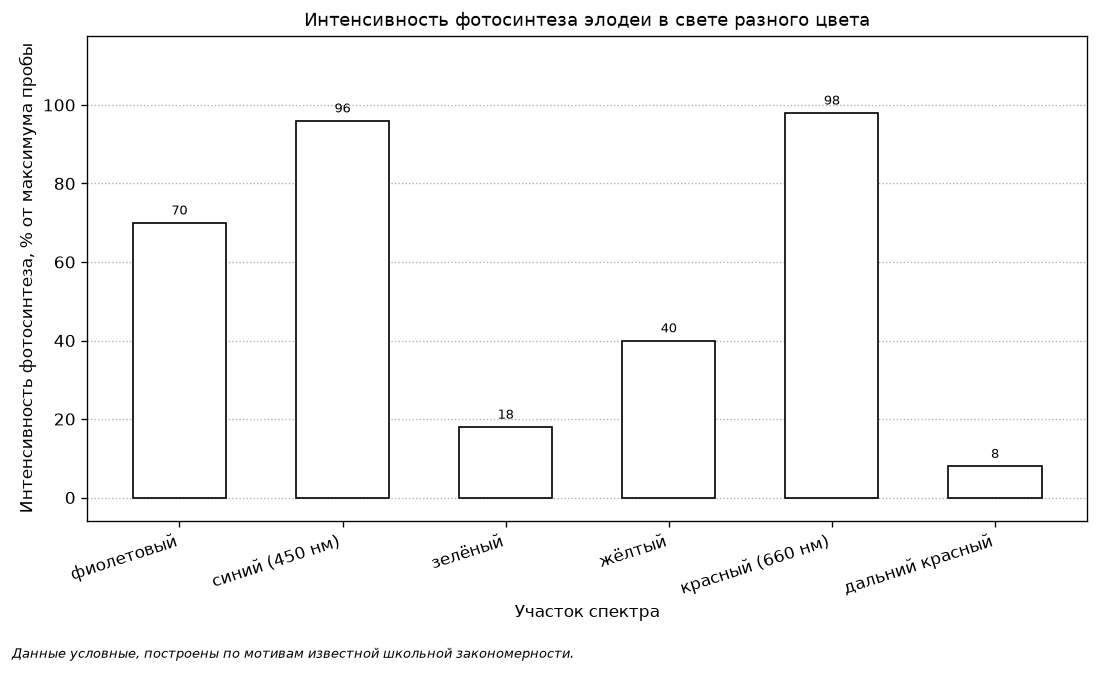 Интенсивность фотосинтеза элодеи в свете разного цвета
Интенсивность фотосинтеза, % от максимума пробы
100
80
60
40
20
0
70
96
18
40
98
8
фиолетовый
синий (450 нм)
зелёный
жёлтый
красный (660 нм)
дальний красный
Участок спектра
Данные условные, построены по мотивам известной школьной закономерности.